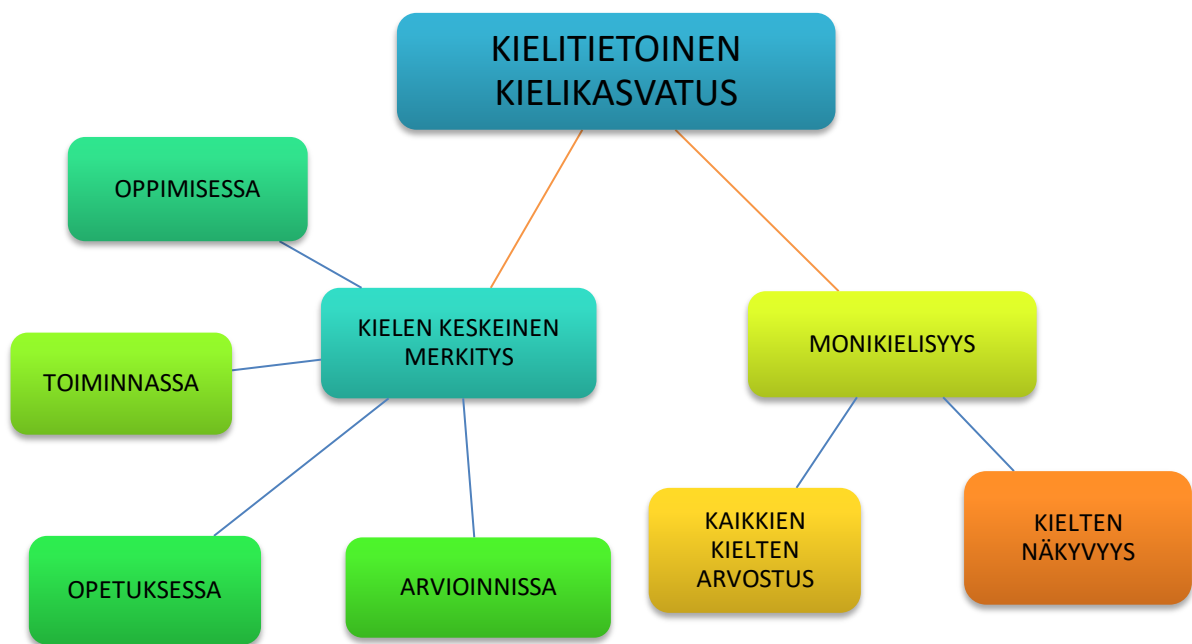 KIELITIETOINEN
KIELIKASVATUS
OPPIMISESSA
KIELEN KESKEINEN
MERKITYS
MONIKIELISYYS
TOIMINNASSA
KAIKKIEN
KIELTEN
ARVOSTUS
KIELTEN
NÄKYVYYS
OPETUKSESSA
ARVIOINNISSA